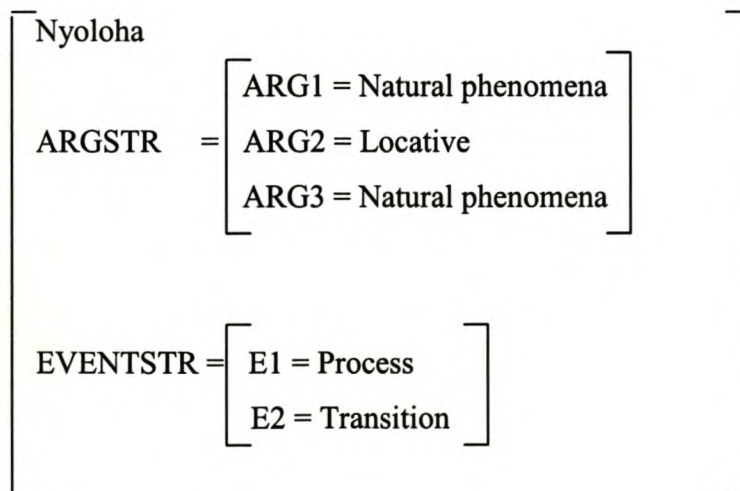 Nyoloha
ARG1 = Natural phenomena
ARGSTR = ARG2 = Locative
ARG3 = Natural phenomena
EVENTSTR = E1 = Process
E2 = Transition